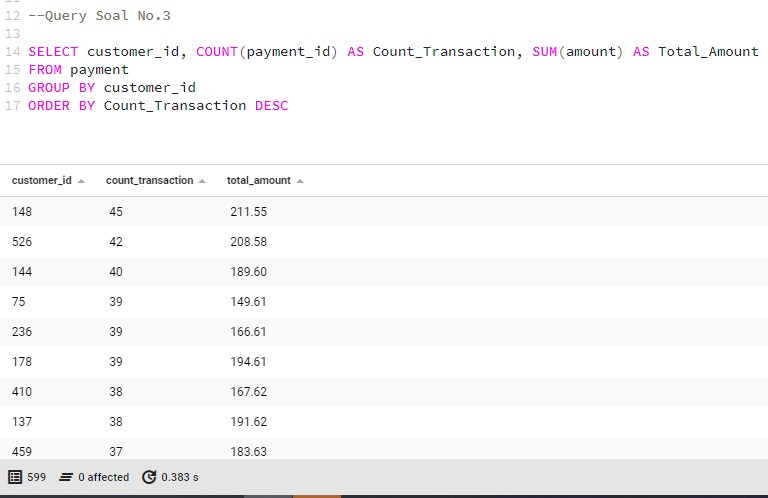 12 --Query Soal No.3
13
14 SELECT customer_id, COUNT(payment_id) AS Count_Transaction, SUM(amount) AS Total_Amount
15 FROM payment
16 GROUP BY customer_id
17 ORDER BY Count_Transaction DESC
customer_id count_transaction total_amount
148 45 211.55
526 42 208.58
144 40 189.60
75 39 149.61
236 39 166.61
178 39 194.61
410 38 167.62
137 38 191.62
459 37 183.63
599 0 affected 0.383 s